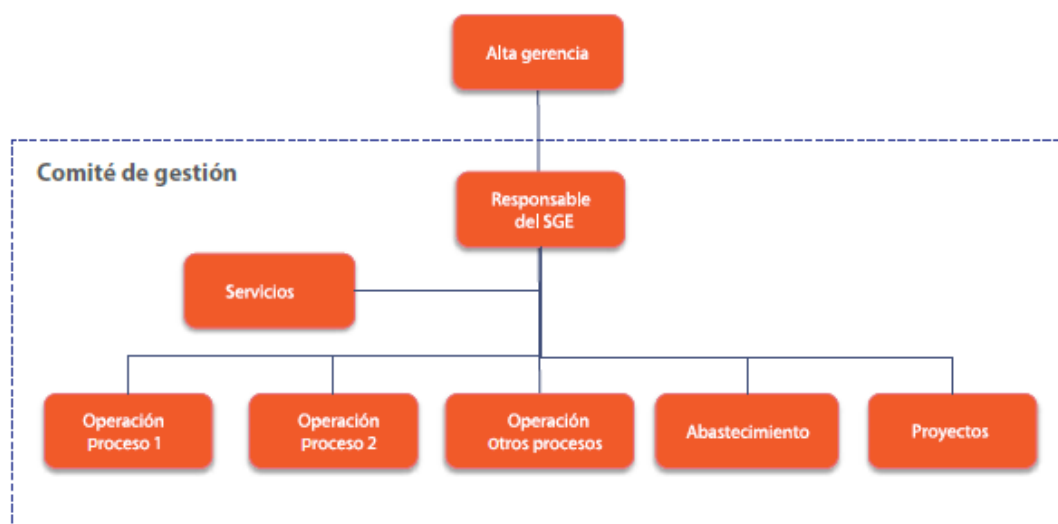 Alta gerencia
Comité de gestión
Responsable
del SGE
Servicios
Operación
proceso 1
Operación
proceso 2
Operación
otros procesos
Abastecimiento
Proyectos